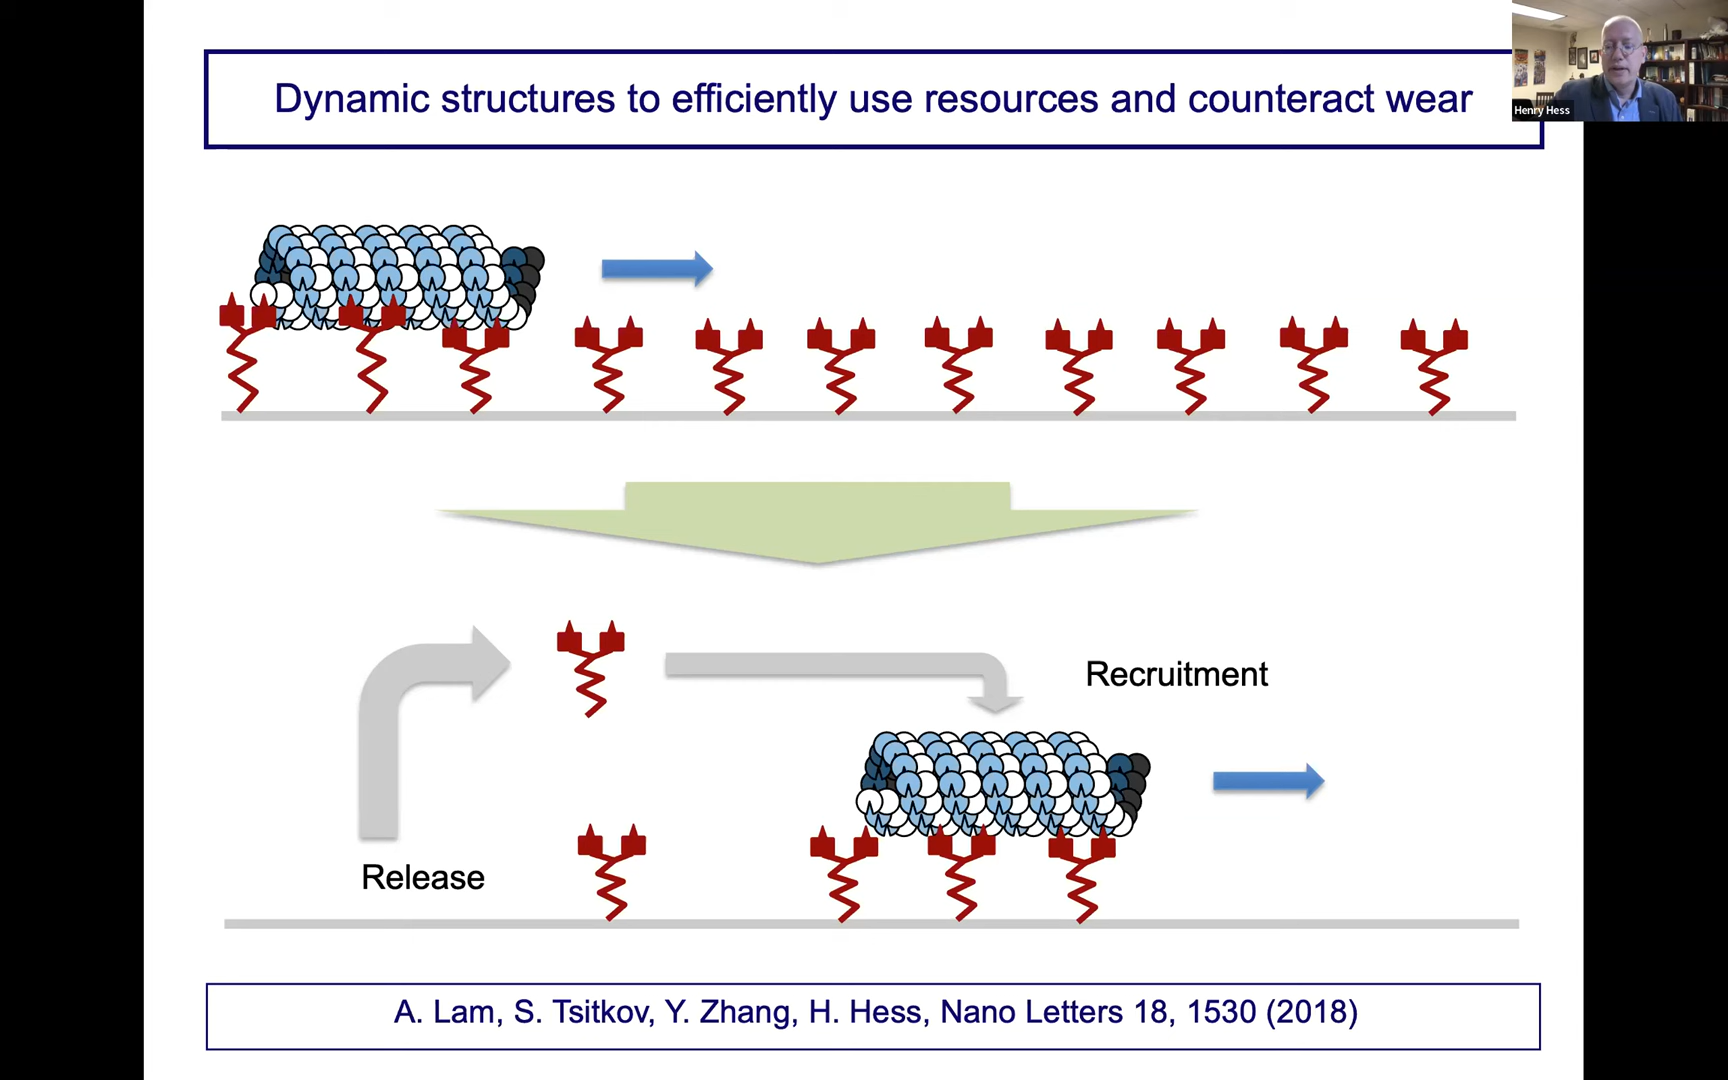 Dynamic structures to efficiently use resources and counteract wear
Henry Hess
Recruitment
Release
A. Lam, S. Tsitkov, Y. Zhang, H. Hess, Nano Letters 18, 1530 (2018)